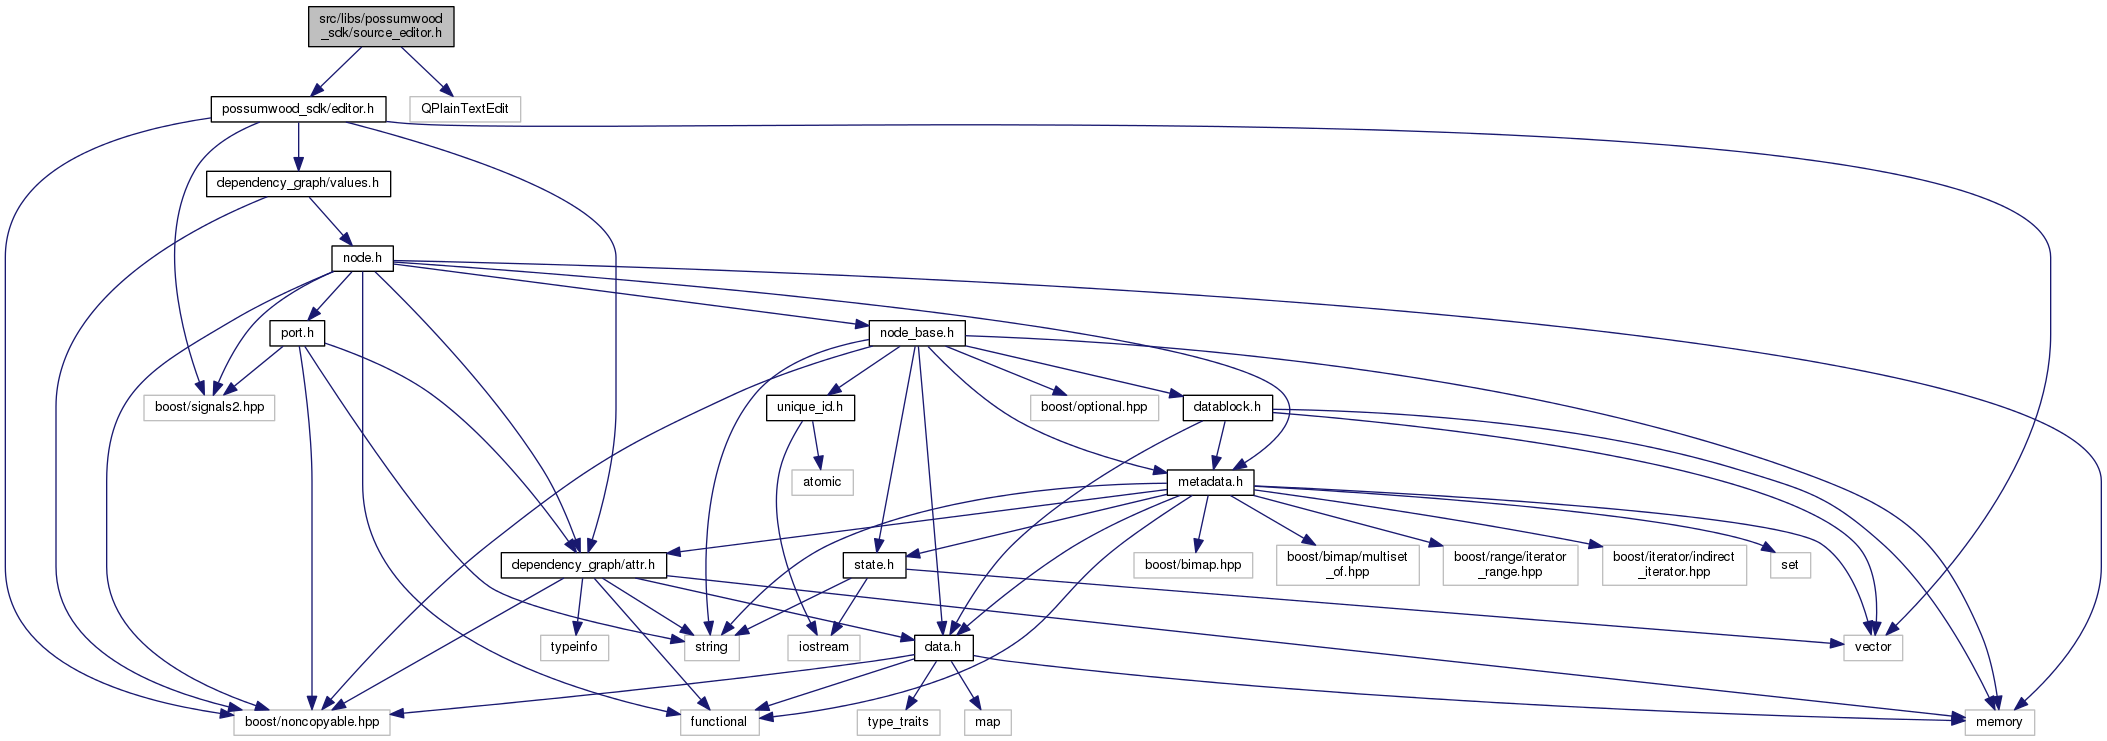 src/libs/possumwood
_sdk/source_editor.h
possumwood_sdk/editor.h
QPlainTextEdit
dependency_graph/values.h
node.h
port.h
node_base.h
boost/signals2.hpp
unique_id.h
boost/optional.hpp
datablock.h
atomic
metadata.h
dependency_graph/attr.h
state.h
boost/bimap.hpp
boost/bimap/multiset
_of.hpp
boost/range/iterator
_range.hpp
boost/iterator/indirect
_iterator.hpp
set
typeinfo
string
iostream
data.h
vector
boost/noncopyable.hpp
functional
type_traits
map
memory